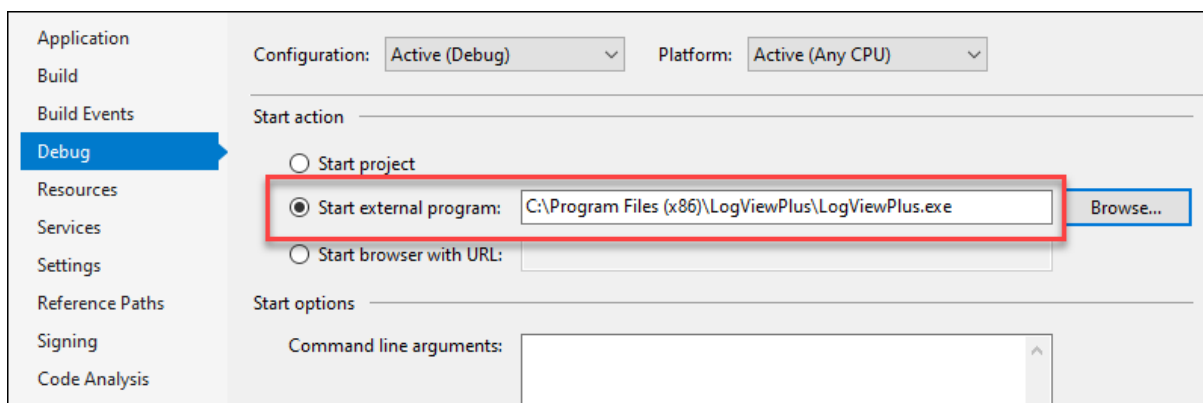 Application
Build
Build Events
Debug
Resources
Services
Settings
Reference Paths
Signing
Code Analysis
Configuration: Active (Debug) Platform: Active (Any CPU)
Start action
Start project
Start external program: C:\Program Files (x86)\LogViewPlus\LogViewPlus.exe Browse...
Start browser with URL:
Start options
Command line arguments: